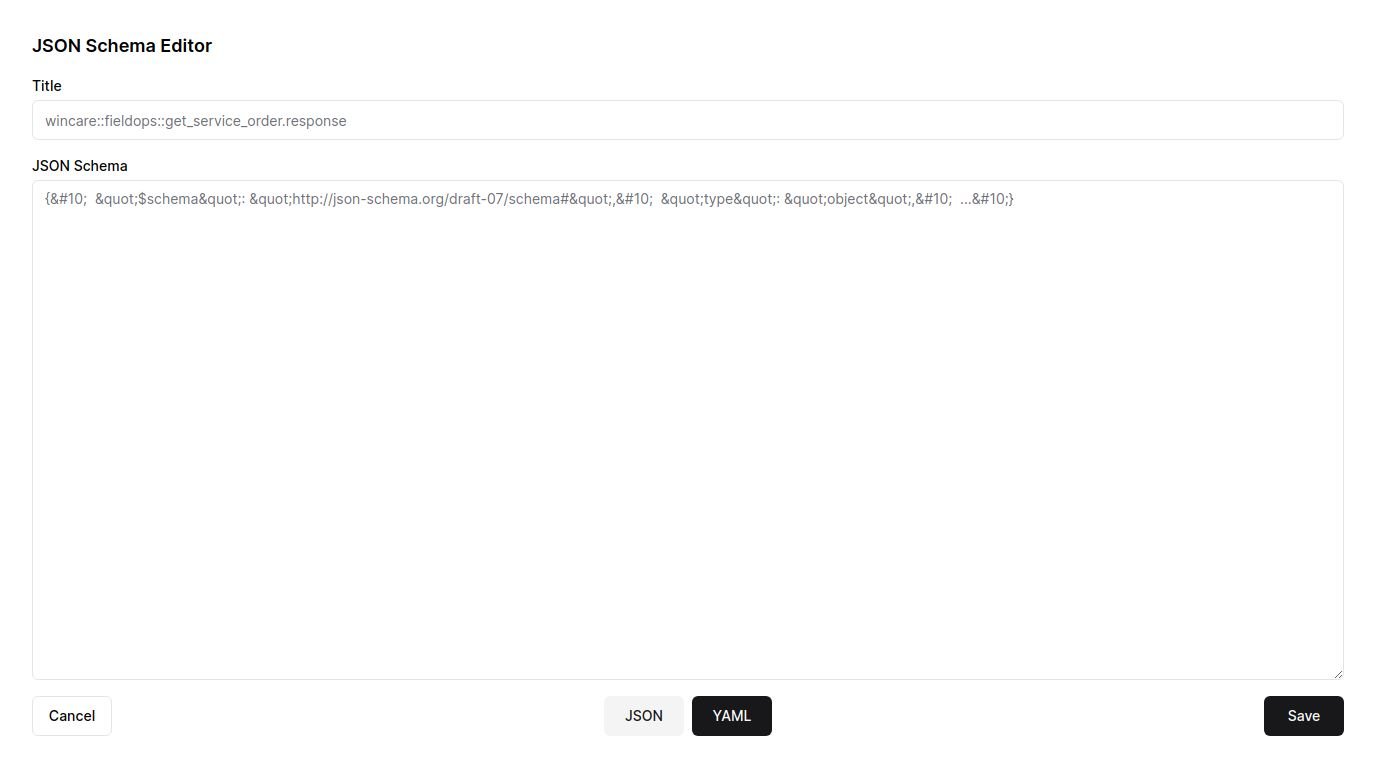 JSON Schema Editor
Title
wincare::fieldops::get_service_order.response
JSON Schema
{&#10;  &quot;$schema&quot;: &quot;http://json-schema.org/draft-07/schema#&quot;,&#10;  &quot;type&quot;: &quot;object&quot;,&#10;  ...&#10;}
Cancel
JSON
YAML
Save